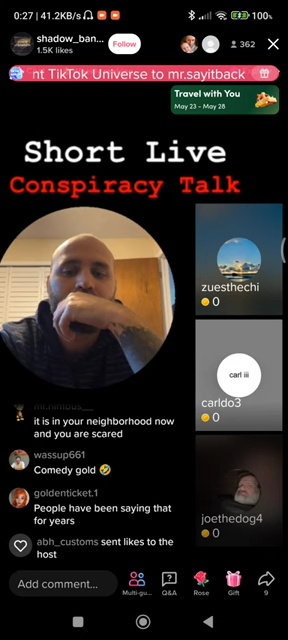 0:27 | 41.2KB/s
100%
shadow_ban...
1.5K likes
Follow
362
nt TikTok Universe to mr.sayitback
Travel with You
May 23 - May 28
Short Live
Conspiracy Talk
zuesthechi
0
carl iii
carldo3
0
joethedog4
0
it is in your neighborhood now
and you are scared
wassup661
Comedy gold 🤣
goldenticket.1
People have been saying that
for years
abh_customs sent likes to the
host
Add comment...
Multi-gu...
Q&A
Rose
Gift
9